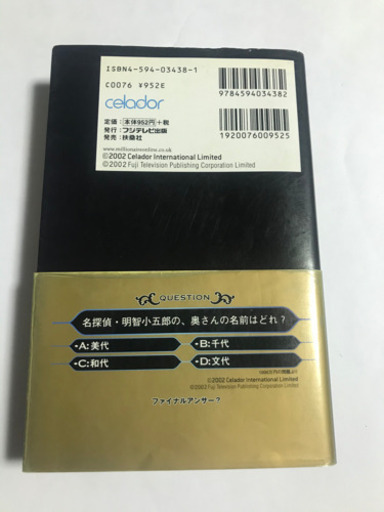 ISBN4-594-03438-1
C0076 ¥952E
celador
9784594034382
定価：本体952円＋税
発行：フジテレビ出版
発売：扶桑社
1920076009525
www.millionaireonline.co.uk
©2002 Celador International Limited
©2002 Fuji Television Publishing Corporation Limited
QUESTION
名探偵・明智小五郎の、奥さんの名前はどれ？
A:美代
B:千代
C:和代
D:文代
©2002 Celador International Limited
©2002 Fuji Television Publishing Corporation Limited
ファイナルアンサー？